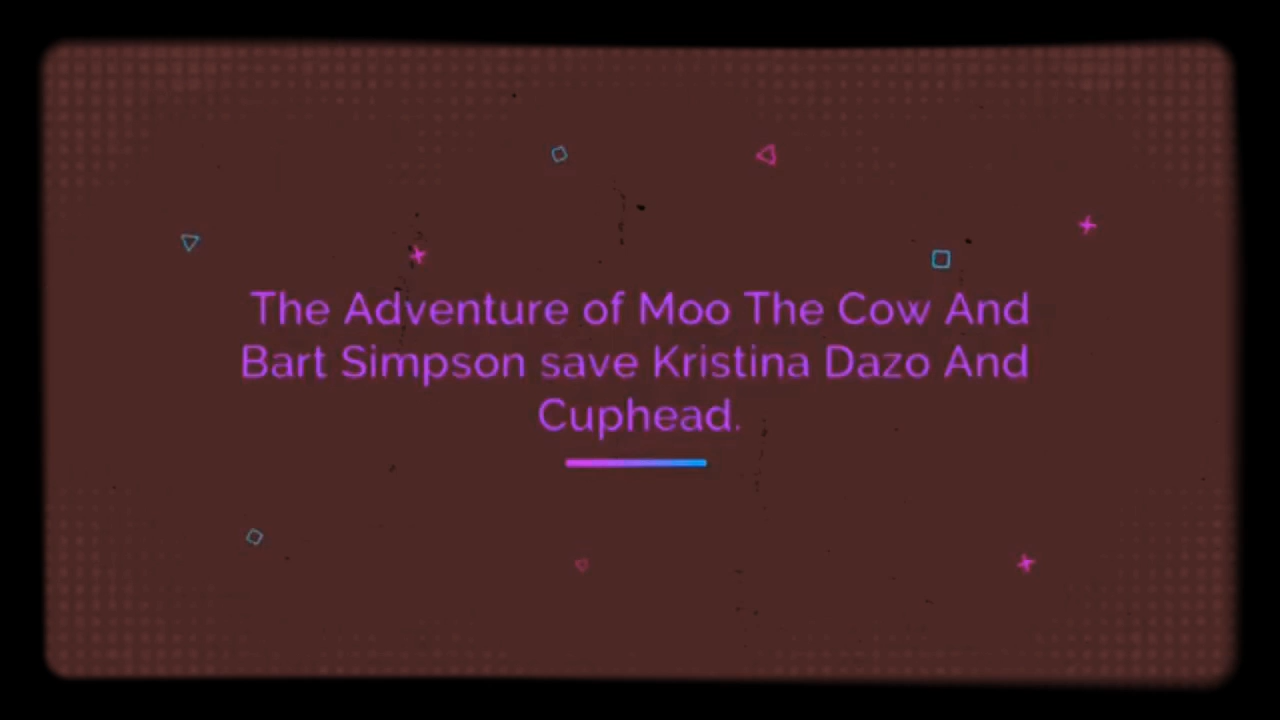 The Adventure of Moo The Cow And
Bart Simpson save Kristina Dazo And
Cuphead.